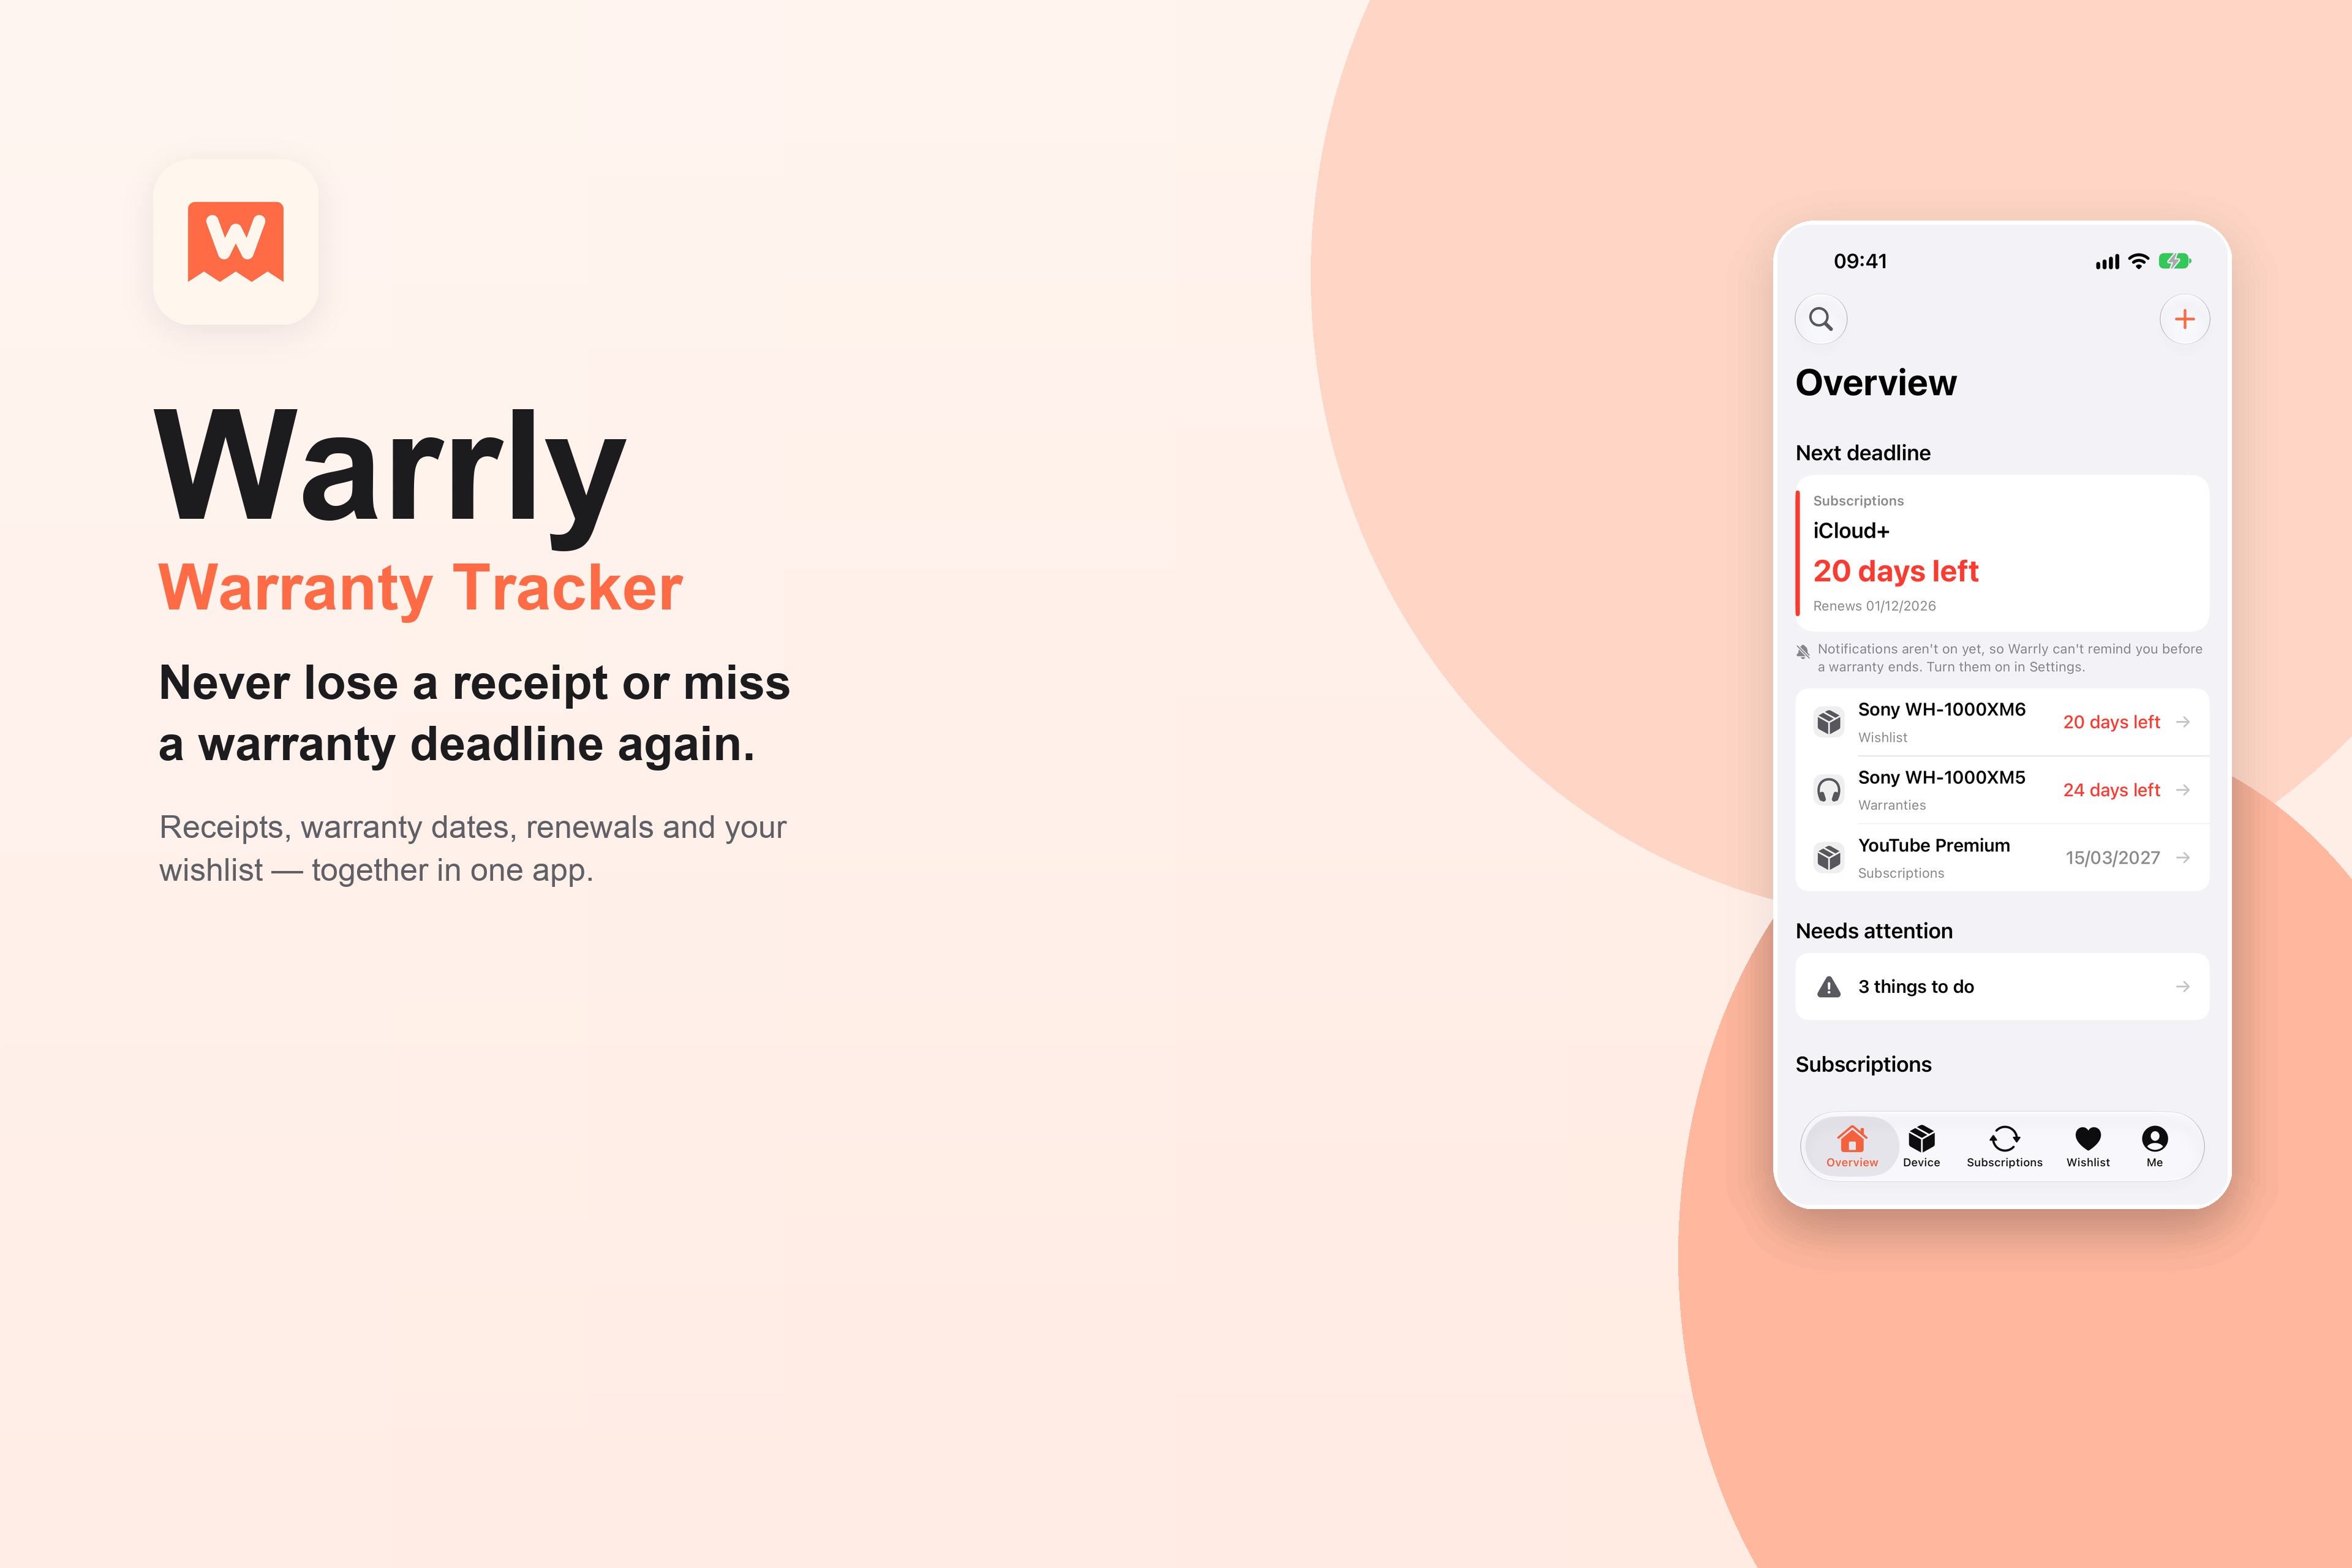 W
Warrly
Warranty Tracker
Never lose a receipt or miss
a warranty deadline again.
Receipts, warranty dates, renewals and your
wishlist — together in one app.
09:41
Overview
Next deadline
Subscriptions
iCloud+
20 days left
Renews 01/12/2026
Notifications aren't on yet, so Warrly can't remind you before
a warranty ends. Turn them on in Settings.
Sony WH-1000XM6
20 days left
Wishlist
Sony WH-1000XM5
24 days left
Warranties
YouTube Premium
15/03/2027
Subscriptions
Needs attention
3 things to do
Subscriptions
Overview Device Subscriptions Wishlist Me